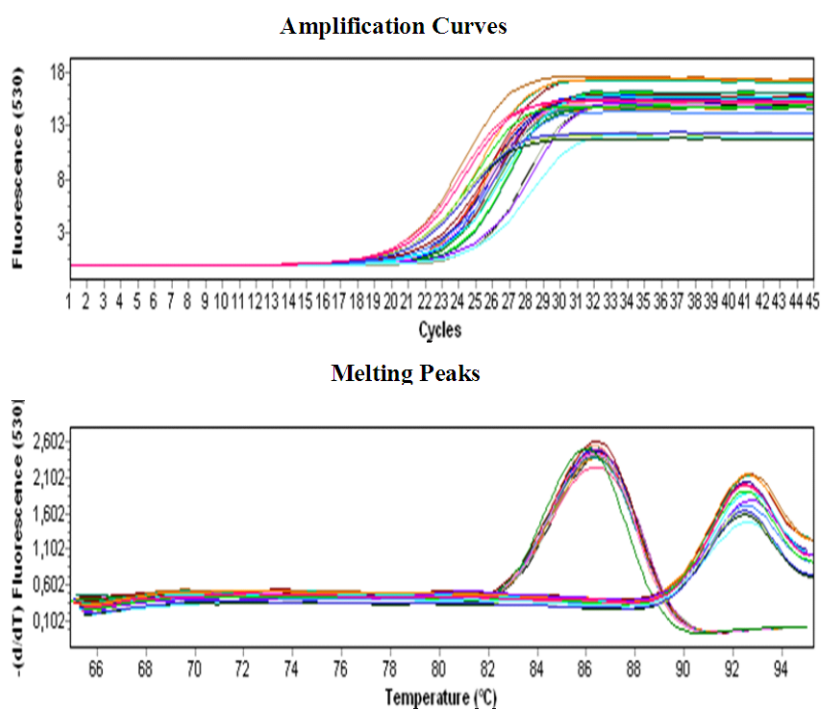 Amplification Curves
Fluorescence (530)
18
13
8
3
1 2 3 4 5 6 7 8 9 10 11 12 13 14 15 16 17 18 19 20 21 22 23 24 25 26 27 28 29 30 31 32 33 34 35 36 37 38 39 40 41 42 43 44 45
Cycles
Melting Peaks
-(d/dT) Fluorescence (530)
2,602
2,102
1,602
1,102
0,602
0,102
66 68 70 72 74 76 78 80 82 84 86 88 90 92 94
Temperature (ºC)